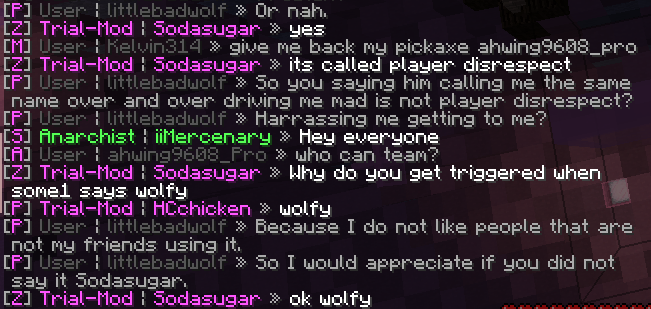 [P] User ¦ littlebadwolf » Or nah.
[Z] Trial-Mod ¦ Sodasugar » yes
[M] User ¦ Kelvin314 » give me back my pickaxe ahwing9608_pro
[Z] Trial-Mod ¦ Sodasugar » its called player disrespect
[P] User ¦ littlebadwolf » So you saying him calling me the same
name over and over driving me mad is not player disrespect?
[P] User ¦ littlebadwolf » Harrassing me getting to me?
[S] Anarchist ¦ iiMercenary » Hey everyone
[A] User ¦ ahwing9608_Pro » who can team?
[Z] Trial-Mod ¦ Sodasugar » Why do you get triggered when
some1 says wolfy
[P] Trial-Mod ¦ HCchicken » wolfy
[P] User ¦ littlebadwolf » Because I do not like people that are
not my friends using it.
[P] User ¦ littlebadwolf » So I would appreciate if you did not
say it Sodasugar.
[Z] Trial-Mod ¦ Sodasugar » ok wolfy